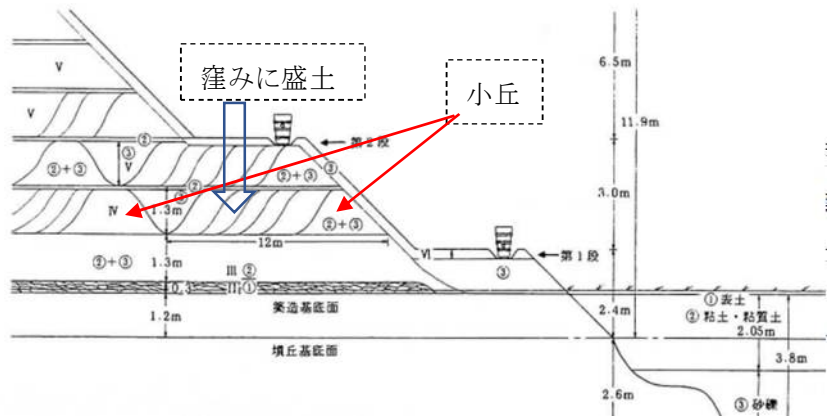 窪みに盛土
小丘
6.5m
11.9m
V
V
②
③
V
②+③
②
②+③
第2段
③
3.0m
Ⅳ
1.3m
②+③
12m
②+③
1.3m
Ⅲ ②
0.3
Ⅱ ①
Ⅵ
③
第1段
築造基底面
1.2m
墳丘基底面
2.4m
①表土
②粘土・粘質土
2.05m
3.8m
2.6m
③砂礫